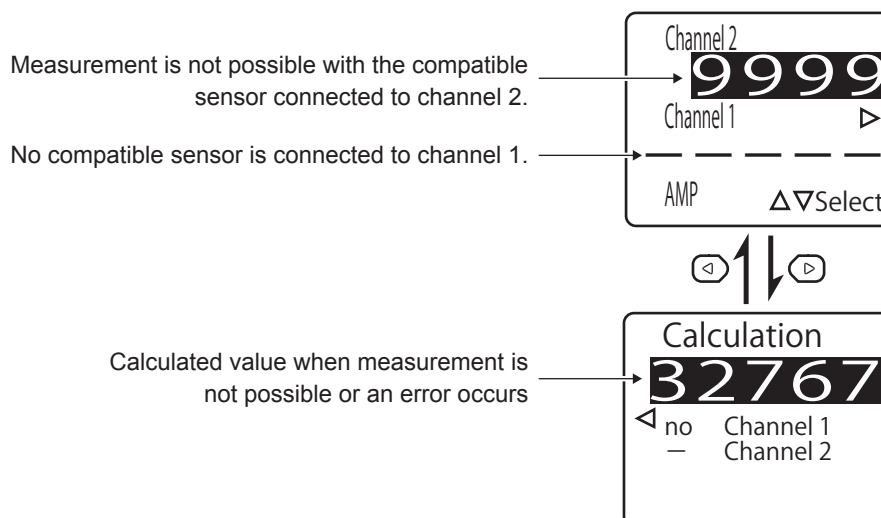 Measurement is not possible with the compatible
sensor connected to channel 2.
No compatible sensor is connected to channel 1.
Channel 2
9999
Channel 1 ▷
— — — — —
AMP △▽Select
◁ ▷
Calculated value when measurement is
not possible or an error occurs
Calculation
32767
◁ no Channel 1
— Channel 2